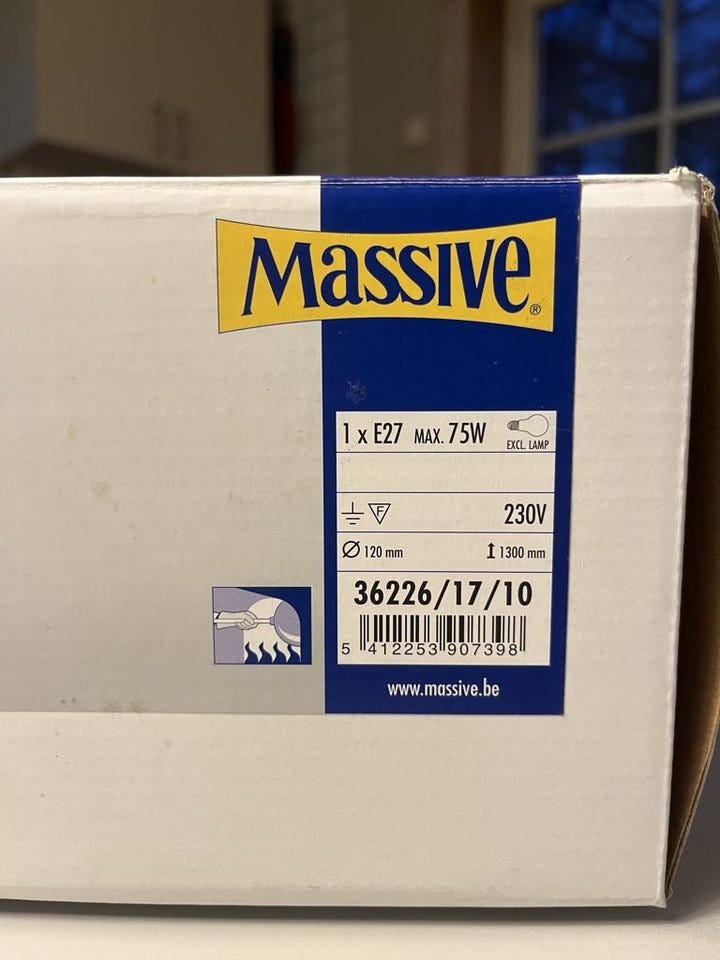 Massive®
1 x E27 MAX. 75W
EXCL. LAMP
F
230V
Ø 120 mm
1300 mm
36226/17/10
5 412253 907398
www.massive.be